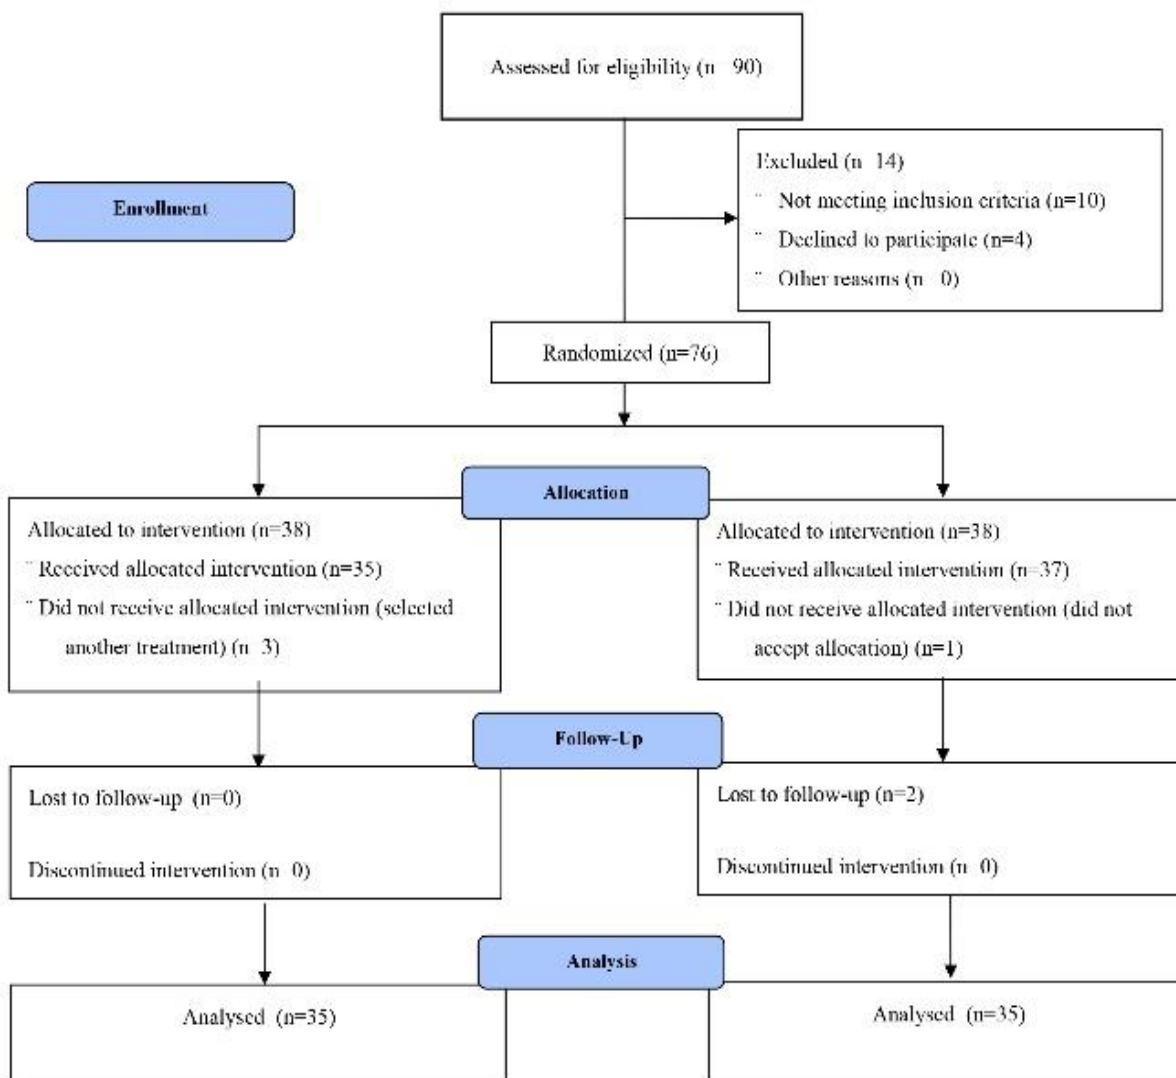 Assessed for eligibility (n   90)
Excluded (n  14)
¨ Not meeting inclusion criteria (n=10)
¨ Declined to participate (n=4)
¨ Other reasons (n   0)
Enrollment
Randomized (n=76)
Allocation
Allocated to intervention (n=38)
¨ Received allocated intervention (n=35)
¨ Did not receive allocated intervention (selected
another treatment) (n  3)
Allocated to intervention (n=38)
¨ Received allocated intervention (n=37)
¨ Did not receive allocated intervention (did not
accept allocation) (n=1)
Follow-Up
Lost to follow-up (n=0)
Discontinued intervention (n  0)
Lost to follow-up (n=2)
Discontinued intervention (n  0)
Analysis
Analysed (n=35)
Analysed (n=35)